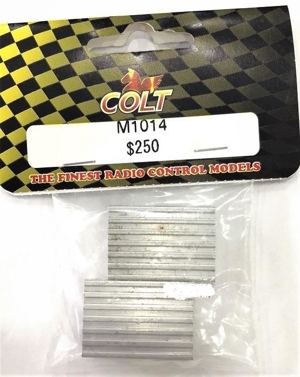 COLT
M1014
$250
THE FINEST RADIO CONTROL MODELS